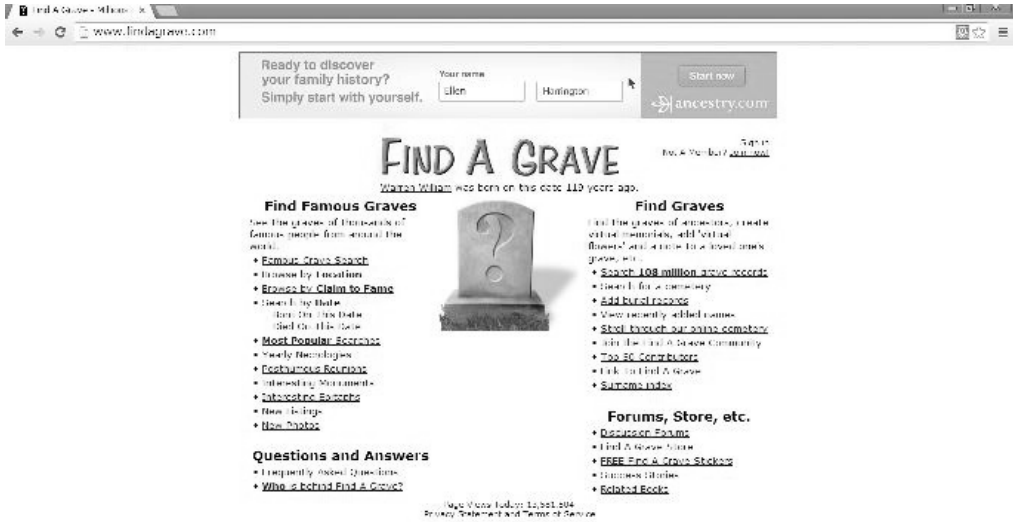 Find A Grave - Millions
www.findagrave.com
Ready to discover
your family history?
Simply start with yourself.
Your name
Ellen
Harrington
Start now
ancestry.com
FIND A GRAVE
Sign in
Not A Member? Join now!
Warren William was born on this date 119 years ago.
Find Famous Graves
See the graves of thousands of
famous people from around the
world.
Famous Grave Search
Browse by Location
Browse by Claim to Fame
Search by Date
Born On This Date
Died On This Date
Most Popular Searches
Yearly Necrologies
Posthumous Reunions
Interesting Monuments
Interesting Epitaphs
New Listings
New Photos
Questions and Answers
Frequently Asked Questions
Who is behind Find A Grave?
?
Find Graves
Find the graves of ancestors, create
virtual memorials, add 'virtual
flowers' and a note to a loved one's
grave, etc.
Search 108 million grave records
Search for a cemetery
Add burial records
View recently added names
Stroll through our online cemetery
Join the Find A Grave Community
Top 50 Contributors
Link To Find A Grave
Surname index
Forums, Store, etc.
Discussion Forums
Find A Grave Store
FREE Find A Grave Stickers
Success Stories
Related Books
Page Views Today:
Privacy Statement and Terms of Service